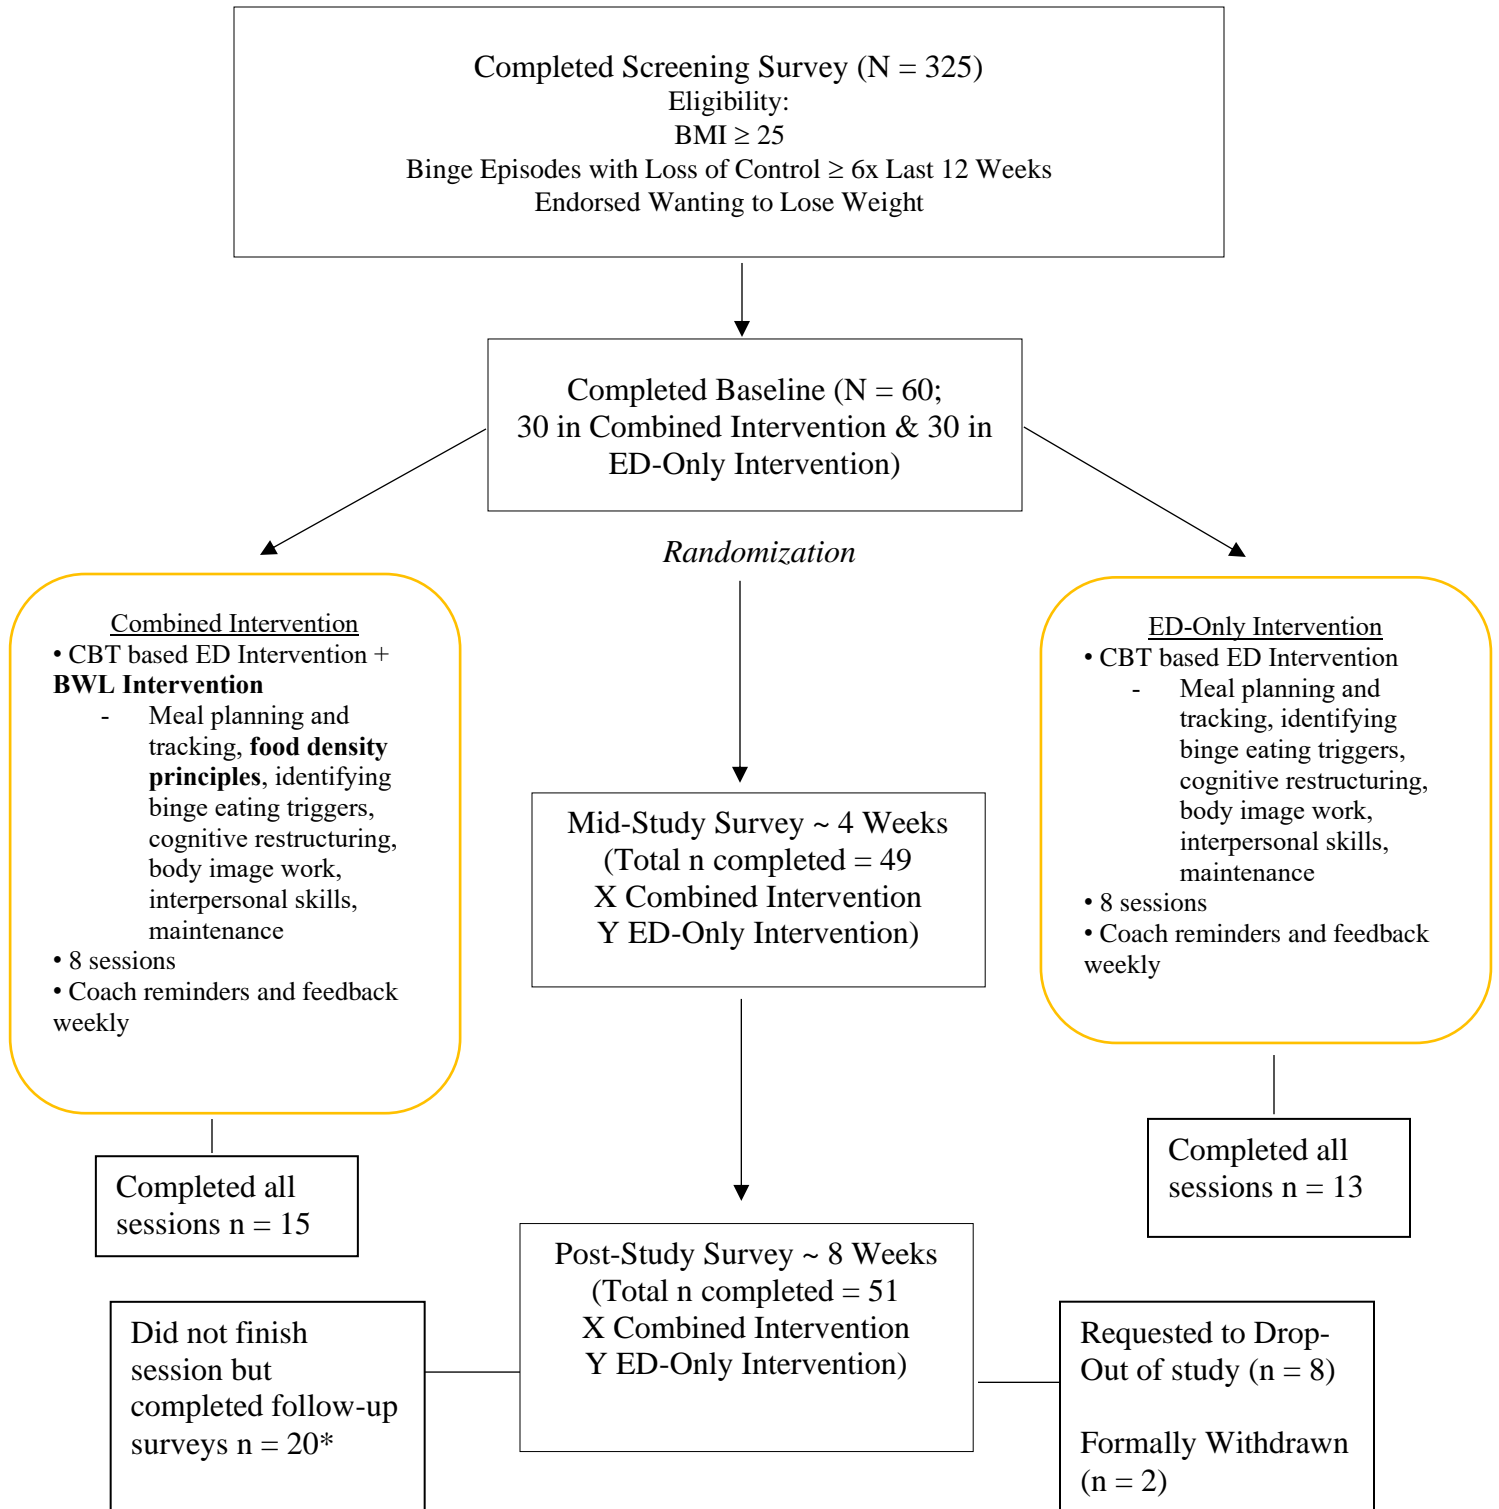 Completed Screening Survey (N = 325)
Eligibility:
BMI ≥ 25
Binge Episodes with Loss of Control ≥ 6x Last 12 Weeks
Endorsed Wanting to Lose Weight
Completed Baseline (N = 60;
30 in Combined Intervention & 30 in
ED-Only Intervention)
Randomization
Combined Intervention
• CBT based ED Intervention +
BWL Intervention
- Meal planning and
tracking, food density
principles, identifying
binge eating triggers,
cognitive restructuring,
body image work,
interpersonal skills,
maintenance
• 8 sessions
• Coach reminders and feedback
weekly
ED-Only Intervention
• CBT based ED Intervention
- Meal planning and
tracking, identifying
binge eating triggers,
cognitive restructuring,
body image work,
interpersonal skills,
maintenance
• 8 sessions
• Coach reminders and feedback
weekly
Mid-Study Survey ~ 4 Weeks
(Total n completed = 49
X Combined Intervention
Y ED-Only Intervention)
Completed all
sessions n = 15
Completed all
sessions n = 13
Post-Study Survey ~ 8 Weeks
(Total n completed = 51
X Combined Intervention
Y ED-Only Intervention)
Did not finish
session but
completed follow-up
surveys n = 20*
Requested to Drop-
Out of study (n = 8)
Formally Withdrawn
(n = 2)